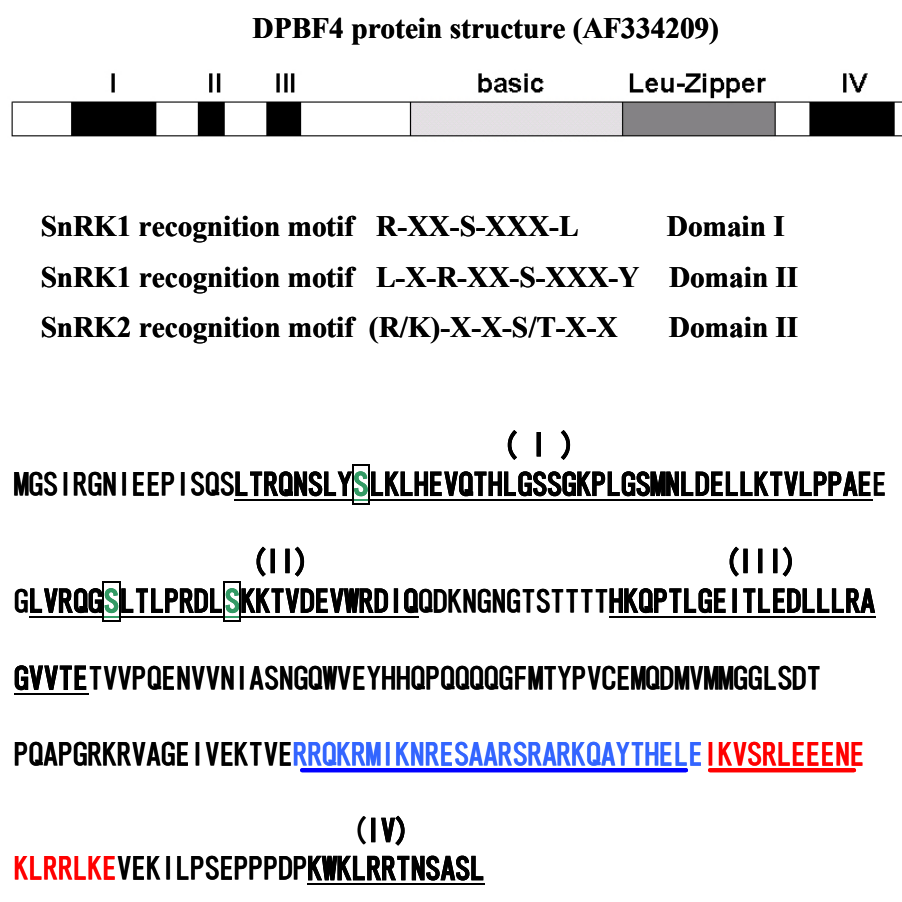 DPBF4 protein structure (AF334209)
I II III basic Leu-Zipper IV
SnRK1 recognition motif R-XX-S-XXX-L Domain I
SnRK1 recognition motif L-X-R-XX-S-XXX-Y Domain II
SnRK2 recognition motif (R/K)-X-X-S/T-X-X Domain II
( I )
MGSIRGNIEEPISQSLTRQNSLYSLKLHEVQTHLGSSGKPLGSMNLDELLKTVLPPAEE
(II) (III)
GLVRQGSLTLPRDLSKKTVDEVWRDIQQDKNGNGTSTTTTHKQPTLGEITLEDLLLRA
GVVTETVVPQENVVNIASNGQWVEYHHQPQQQQGFMTYPVCEMQDMVMMGGLSDT
PQAPGRKRVAGEIVEKTVERRQKRMIKNRESAARSRARKQAYTHELE IKVSRLEEENE
(IV)
KLRRLKEVEKILPSEPPPDPKWKLRRTNSASL